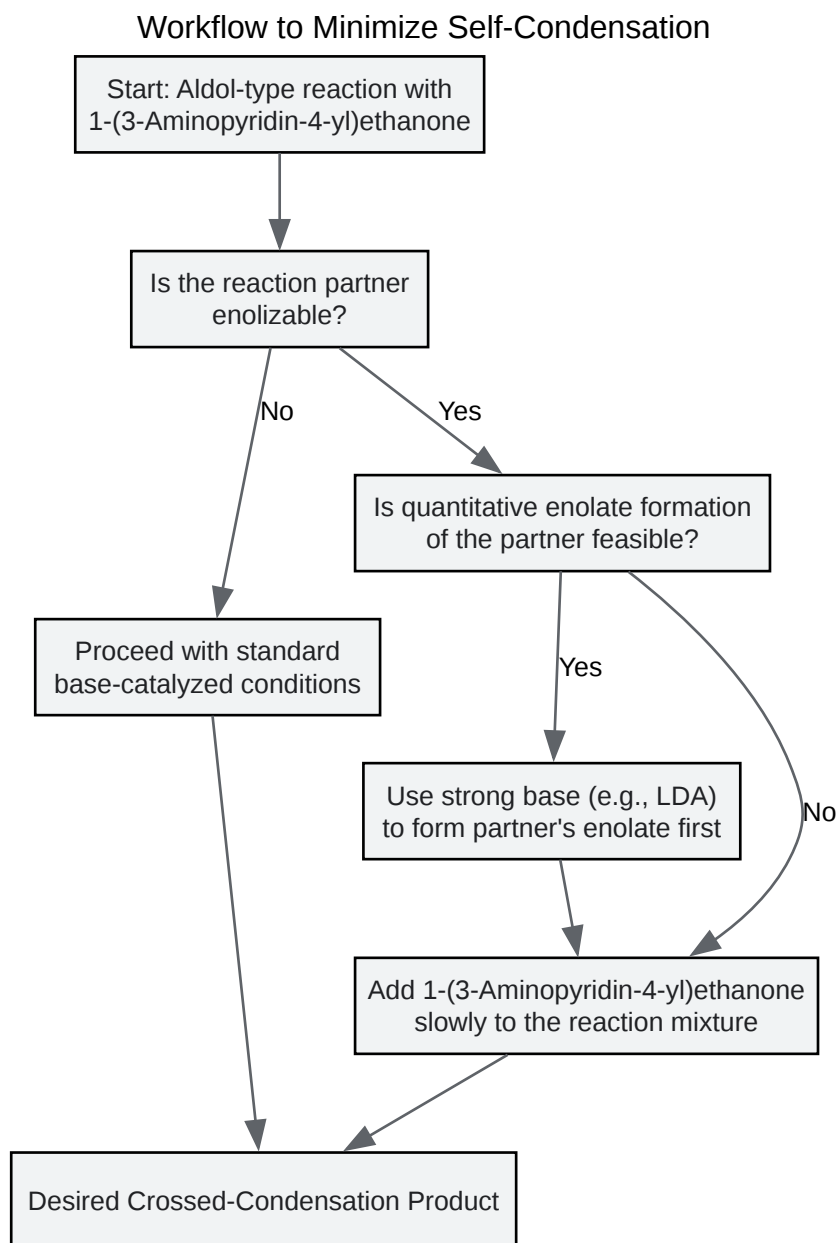 Workflow to Minimize Self-Condensation
Start: Aldol-type reaction with
1-(3-Aminopyridin-4-yl)ethanone
Is the reaction partner
enolizable?
No
Yes
Is quantitative enolate formation
of the partner feasible?
Proceed with standard
base-catalyzed conditions
Yes
Use strong base (e.g., LDA)
to form partner's enolate first
No
Add 1-(3-Aminopyridin-4-yl)ethanone
slowly to the reaction mixture
Desired Crossed-Condensation Product